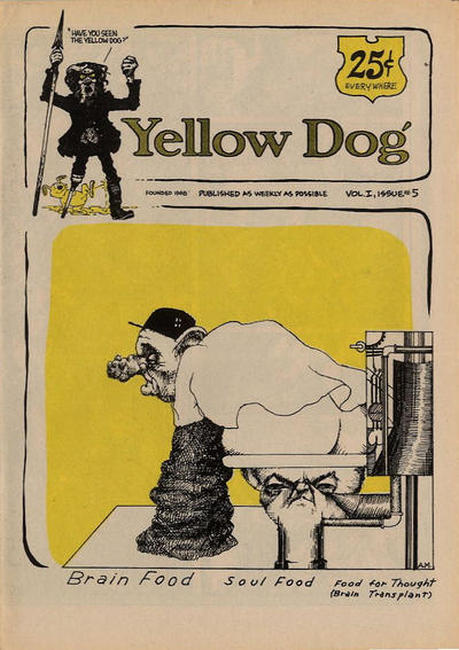 "HAVE YOU SEEN
THE YELLOW DOG?"
25¢
EVERYWHERE!
Yellow Dog
FOUNDED 1968 PUBLISHED AS WEEKLY AS POSSIBLE VOL. I, ISSUE № 5
A.M.
Brain Food Soul Food Food for Thought
(Brain Transplant)